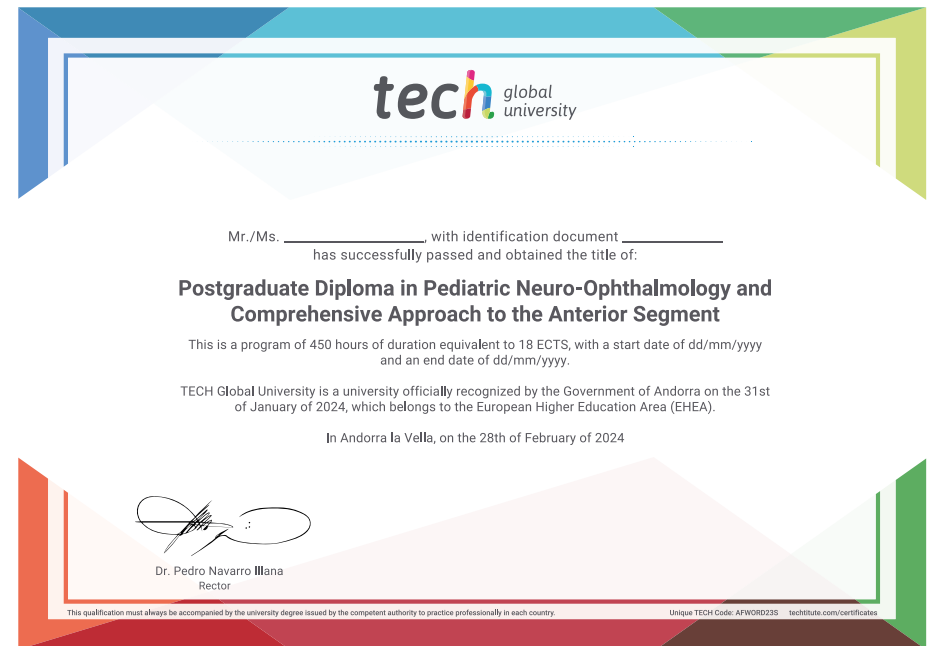 tech global university
Mr./Ms. ____________, with identification document ____________
has successfully passed and obtained the title of:
Postgraduate Diploma in Pediatric Neuro-Ophthalmology and
Comprehensive Approach to the Anterior Segment
This is a program of 450 hours of duration equivalent to 18 ECTS, with a start date of dd/mm/yyyy
and an end date of dd/mm/yyyy.
TECH Global University is a university officially recognized by the Government of Andorra on the 31st
of January of 2024, which belongs to the European Higher Education Area (EHEA).
In Andorra la Vella, on the 28th of February of 2024
Dr. Pedro Navarro Illana
Rector
This qualification must always be accompanied by the university degree issued by the competent authority to practice professionally in each country. Unique TECH Code: AFWORD23S techtitute.com/certificates